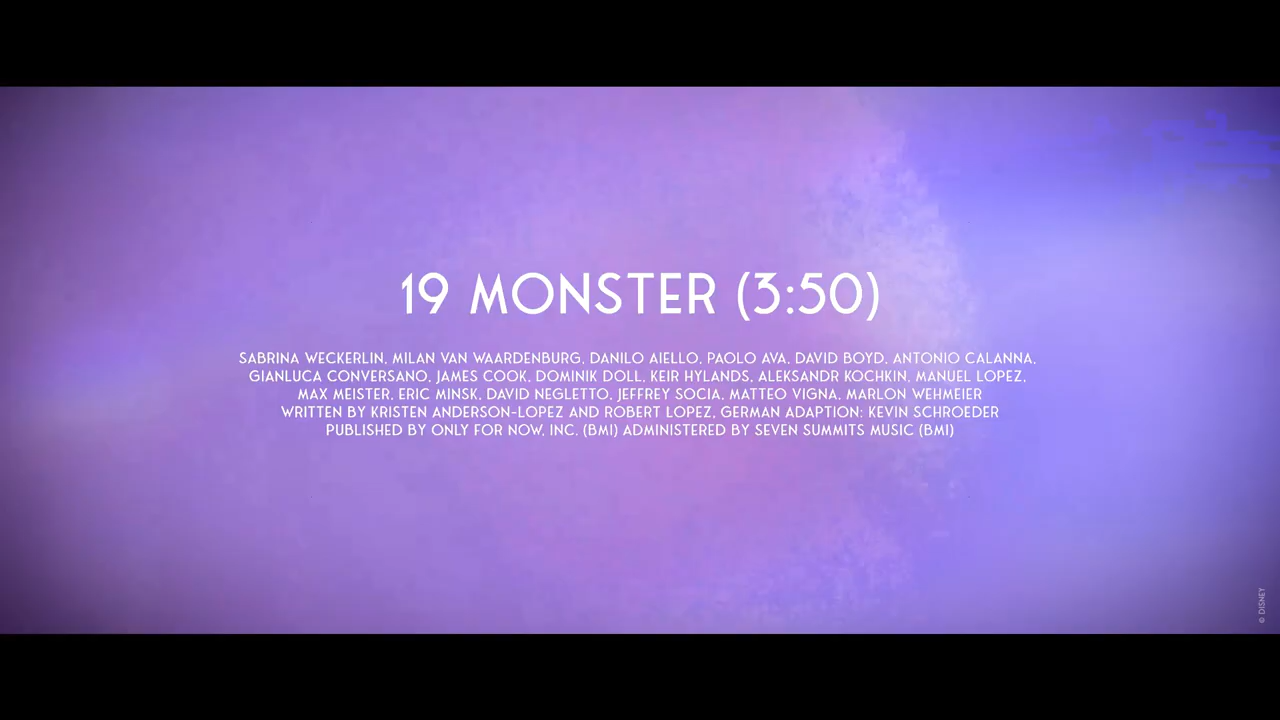 19 MONSTER (3:50)
SABRINA WECKERLIN, MILAN VAN WAARDENBURG, DANILO AIELLO, PAOLO AVA, DAVID BOYD, ANTONIO CALANNA,
GIANLUCA CONVERSANO, JAMES COOK, DOMINIK DOLL, KEIR HYLANDS, ALEKSANDR KOCHKIN, MANUEL LOPEZ,
MAX MEISTER, ERIC MINSK, DAVID NEGLETTO, JEFFREY SOCIA, MATTEO VIGNA, MARLON WEHMEIER
WRITTEN BY KRISTEN ANDERSON-LOPEZ AND ROBERT LOPEZ, GERMAN ADAPTION: KEVIN SCHROEDER
PUBLISHED BY ONLY FOR NOW, INC. (BMI) ADMINISTERED BY SEVEN SUMMITS MUSIC (BMI)
© DISNEY